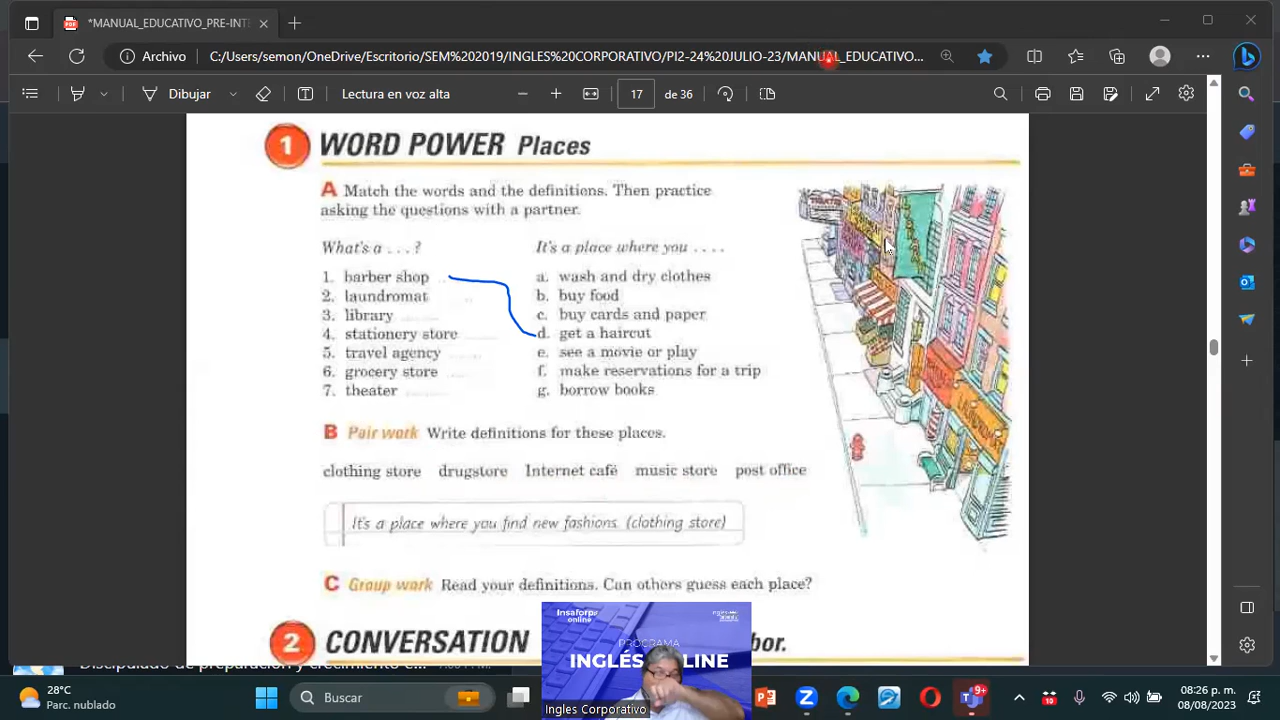 *MANUAL_EDUCATIVO_PRE-INT
Archivo
C:/Users/semon/OneDrive/Escritorio/SEM%202019/INGLES%20CORPORATIVO/PI2-24%20JULIO-23/MANUAL_EDUCATIVO...
Dibujar
Lectura en voz alta
17
de 36
1 WORD POWER Places
A Match the words and the definitions. Then practice
asking the questions with a partner.
What's a . . . ?
It's a place where you . . . .
1. barber shop
a. wash and dry clothes
2. laundromat
b. buy food
3. library
c. buy cards and paper
4. stationery store
d. get a haircut
5. travel agency
e. see a movie or play
6. grocery store
f. make reservations for a trip
7. theater
g. borrow books
B Pair work Write definitions for these places.
clothing store drugstore Internet café music store post office
It's a place where you find new fashions. (clothing store)
C Group work Read your definitions. Can others guess each place?
2 CONVERSATION
bor.
insaforp
online
PROGRAMA
INGLÉS
LINE
Ingles Corporativo
28°C
Parc. nublado
Buscar
9+
08:26 p. m.
08/08/2023